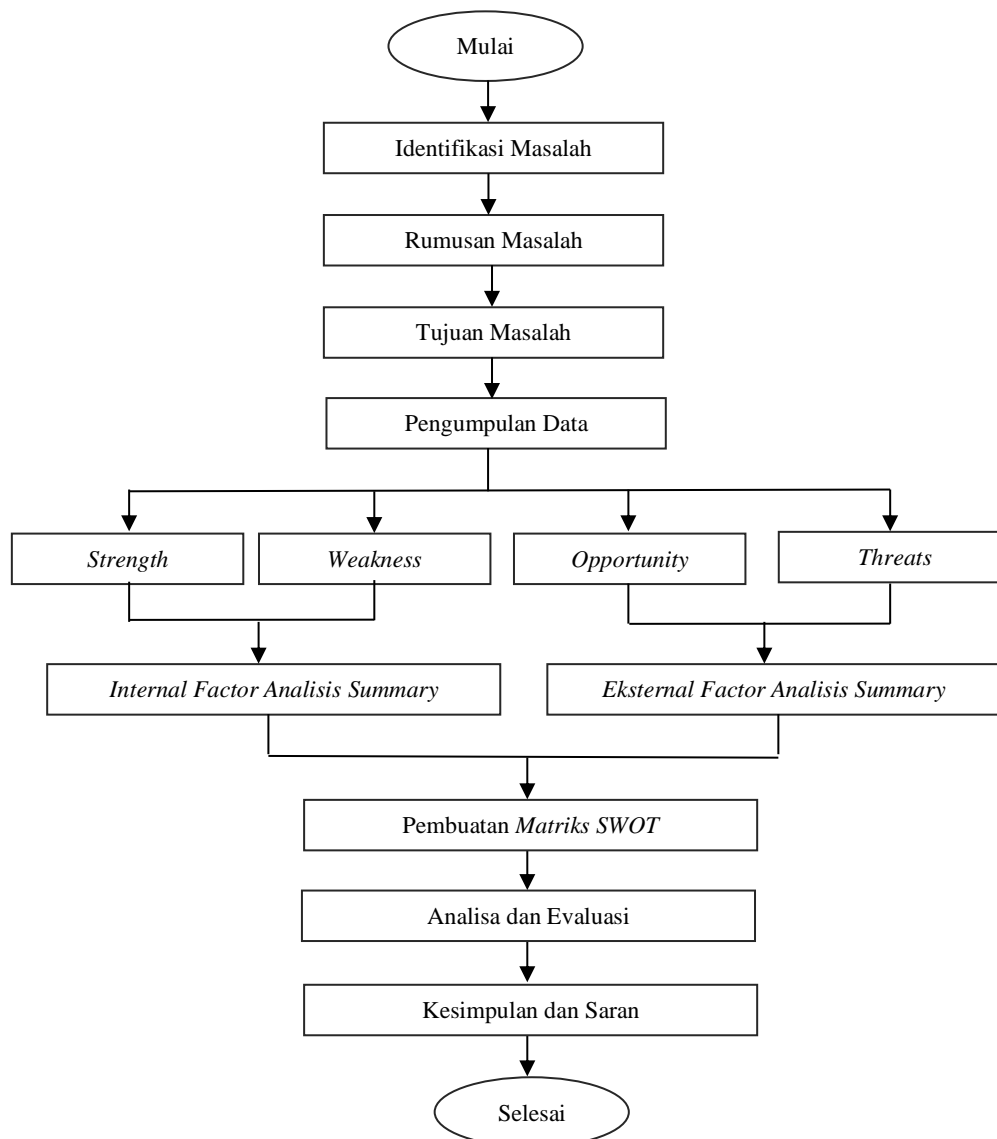 Mulai
Identifikasi Masalah
Rumusan Masalah
Tujuan Masalah
Pengumpulan Data
Strength
Weakness
Opportunity
Threats
Internal Factor Analisis Summary
Eksternal Factor Analisis Summary
Pembuatan Matriks SWOT
Analisa dan Evaluasi
Kesimpulan dan Saran
Selesai